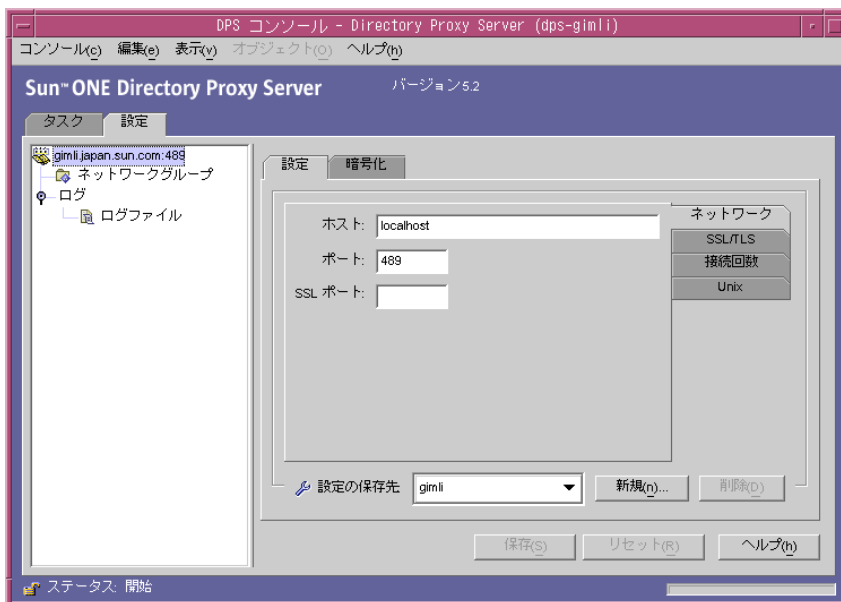 DPS コンソール - Directory Proxy Server (dps-gimli)
コンソール(c) 編集(e) 表示(v) オブジェクト(o) ヘルプ(h)
Sun™ ONE Directory Proxy Server バージョン5.2
タスク 設定
gimli.japan.sun.com:489
ネットワークグループ
ログ
ログファイル
設定 暗号化
ホスト: localhost
ポート: 489
SSL ポート:
ネットワーク
SSL/TLS
接続回数
Unix
設定の保存先 gimli 新規(n)... 削除(D)
保存(S) リセット(R) ヘルプ(h)
ステータス: 開始